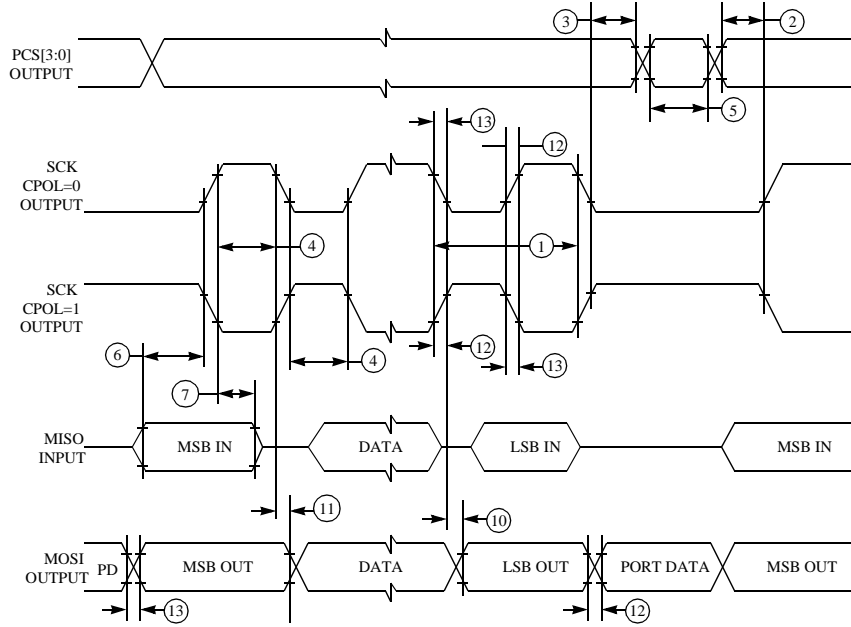 3
2
PCS[3:0]
OUTPUT
5
13
12
SCK
CPOL=0
OUTPUT
4
1
SCK
CPOL=1
OUTPUT
6
12
4
13
7
MISO
INPUT
MSB IN
DATA
LSB IN
MSB IN
11
10
MOSI
OUTPUT
PD
MSB OUT
DATA
LSB OUT
PORT DATA
MSB OUT
13
12